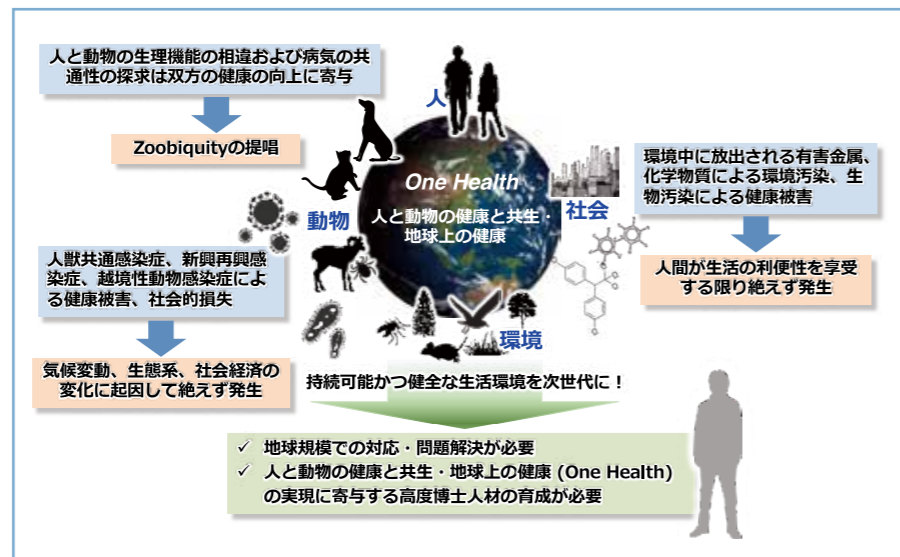 人と動物の生理機能の相違および病気の共
通性の探求は双方の健康の向上に寄与
Zoobiquityの提唱
人獣共通感染症、新興再興感
染症、越境性動物感染症によ
る健康被害、社会的損失
気候変動、生態系、社会経済の
変化に起因して絶えず発生
人
動物
One Health
人と動物の健康と共生・
地球上の健康
社会
環境
環境中に放出される有害金属、
化学物質による環境汚染、生
物汚染による健康被害
人間が生活の利便性を享受
する限り絶えず発生
持続可能かつ健全な生活環境を次世代に！
✓ 地球規模での対応・問題解決が必要
✓ 人と動物の健康と共生・地球上の健康 (One Health)
の実現に寄与する高度博士人材の育成が必要